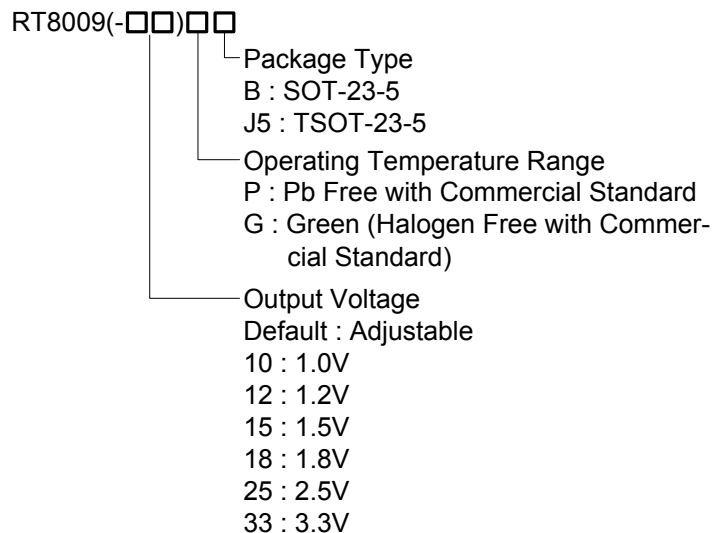 RT8009(-□□)□□
Package Type
B : SOT-23-5
J5 : TSOT-23-5
Operating Temperature Range
P : Pb Free with Commercial Standard
G : Green (Halogen Free with Commer-
cial Standard)
Output Voltage
Default : Adjustable
10 : 1.0V
12 : 1.2V
15 : 1.5V
18 : 1.8V
25 : 2.5V
33 : 3.3V